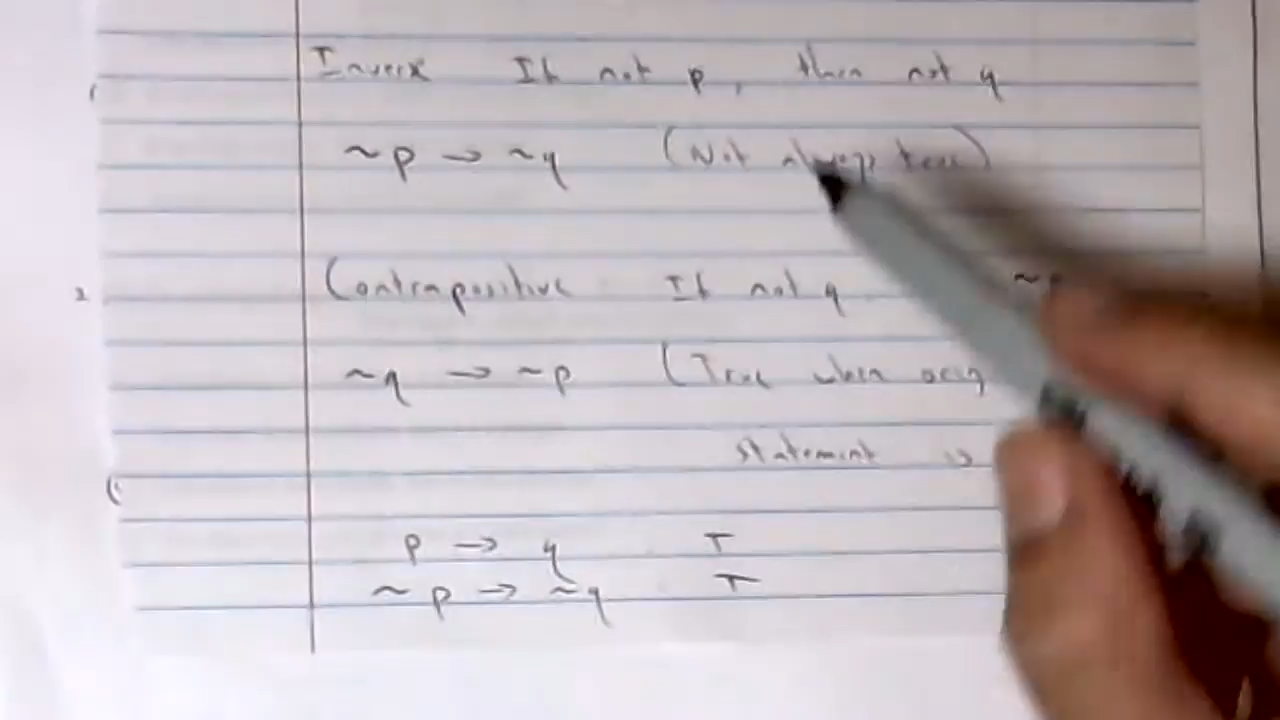 Inverse If not p, then not q
~p → ~q (Not always true)
Contrapositive If not q ~p
~q → ~p (True when orig
statement is
p → q T
~p → ~q T